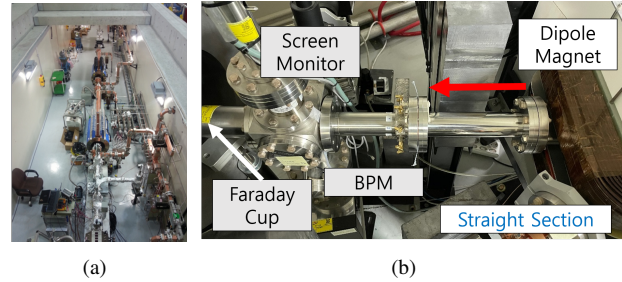 Screen
Monitor
Dipole
Magnet
Faraday
Cup
BPM
Straight Section
(a)
(b)